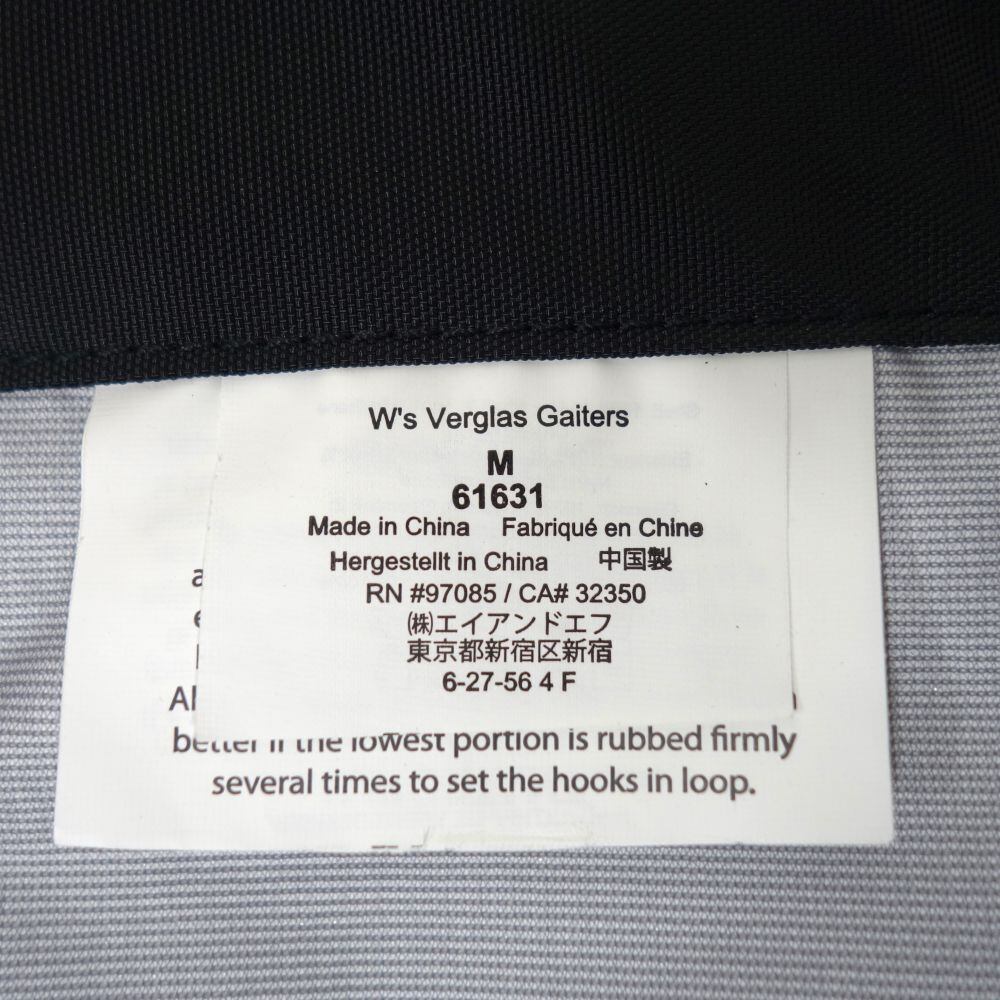 W's Verglas Gaiters
M
61631
Made in China Fabriqué en Chine
Hergestellt in China 中国製
RN #97085 / CA# 32350
㈱エイアンドエフ
東京都新宿区新宿
6-27-56 4 F
better if the lowest portion is rubbed firmly
several times to set the hooks in loop.